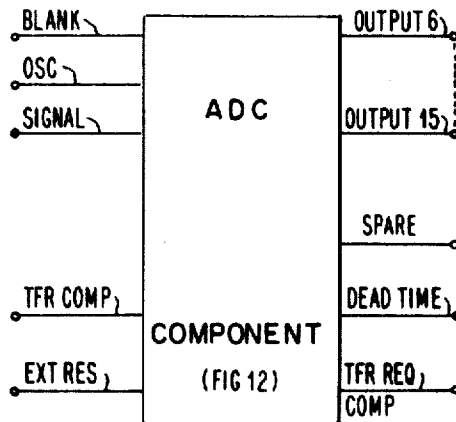 BLANK
OUTPUT 6
OSC
ADC
SIGNAL
OUTPUT 15
SPARE
TFR COMP
DEAD TIME
COMPONENT
EXT RES
(FIG 12)
TFR REQ
COMP